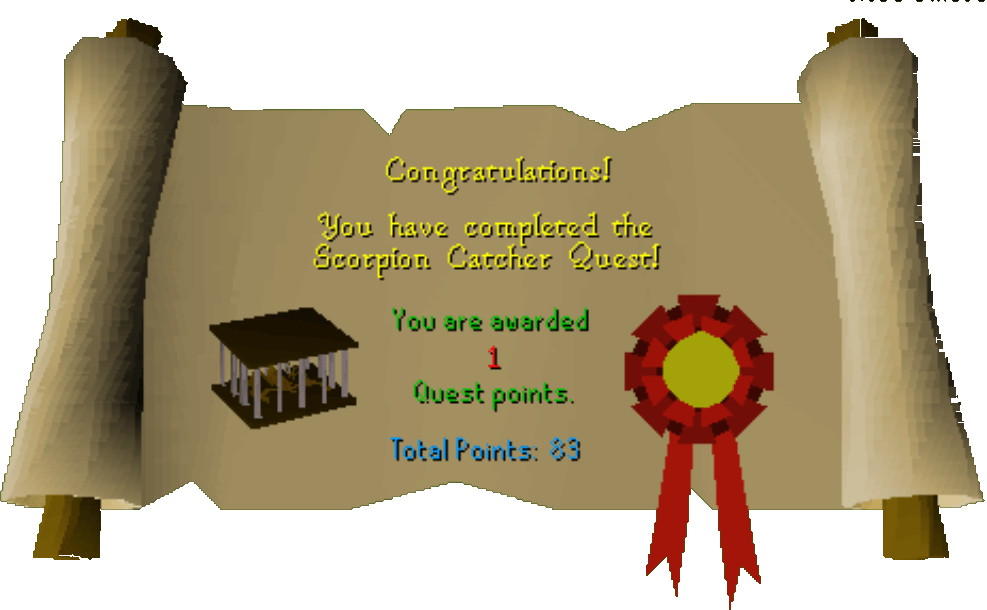 Congratulations!
You have completed the
Scorpion Catcher Quest!
You are awarded
1
Quest points.
Total Points: 83